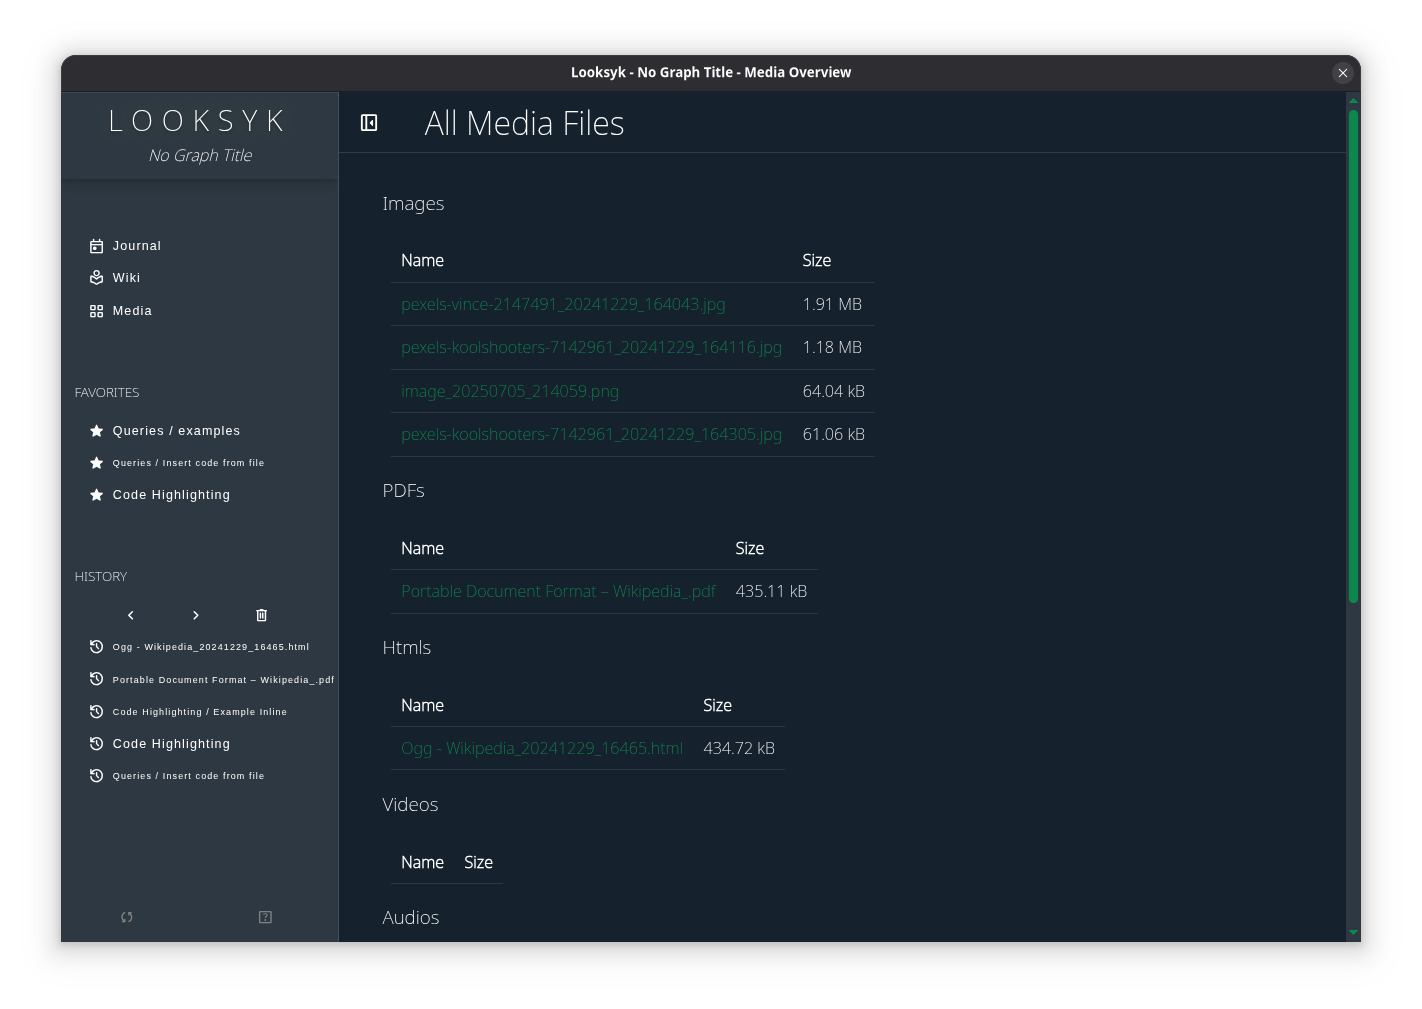 Looksyk - No Graph Title - Media Overview
LOOKSYK
No Graph Title
Journal
Wiki
Media
FAVORITES
Queries / examples
Queries / Insert code from file
Code Highlighting
HISTORY
Ogg - Wikipedia_20241229_16465.html
Portable Document Format – Wikipedia_.pdf
Code Highlighting / Example Inline
Code Highlighting
Queries / Insert code from file
All Media Files
Images
Name Size
pexels-vince-2147491_20241229_164043.jpg 1.91 MB
pexels-koolshooters-7142961_20241229_164116.jpg 1.18 MB
image_20250705_214059.png 64.04 kB
pexels-koolshooters-7142961_20241229_164305.jpg 61.06 kB
PDFs
Name Size
Portable Document Format – Wikipedia_.pdf 435.11 kB
Htmls
Name Size
Ogg - Wikipedia_20241229_16465.html 434.72 kB
Videos
Name Size
Audios